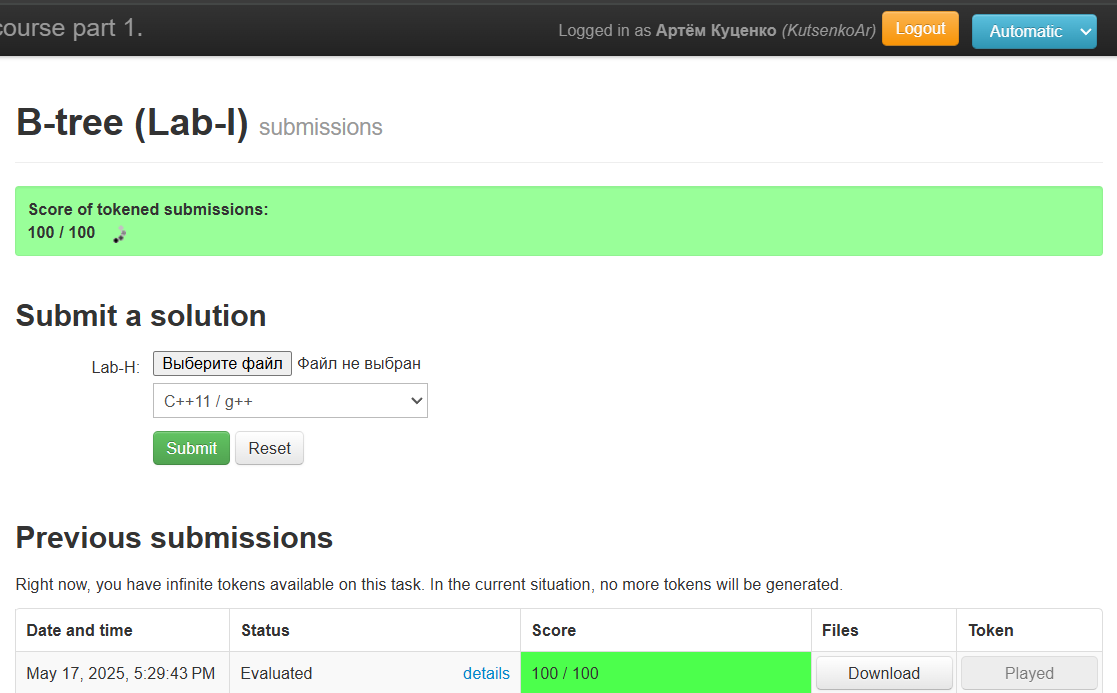 course part 1.
Logged in as Артём Куценко (KutsenkoAr) Logout Automatic
B-tree (Lab-I) submissions
Score of tokened submissions:
100 / 100
Submit a solution
Lab-H: Выберите файл Файл не выбран
C++11 / g++
Submit Reset
Previous submissions
Right now, you have infinite tokens available on this task. In the current situation, no more tokens will be generated.
Date and time Status Score Files Token
May 17, 2025, 5:29:43 PM Evaluated details 100 / 100 Download Played